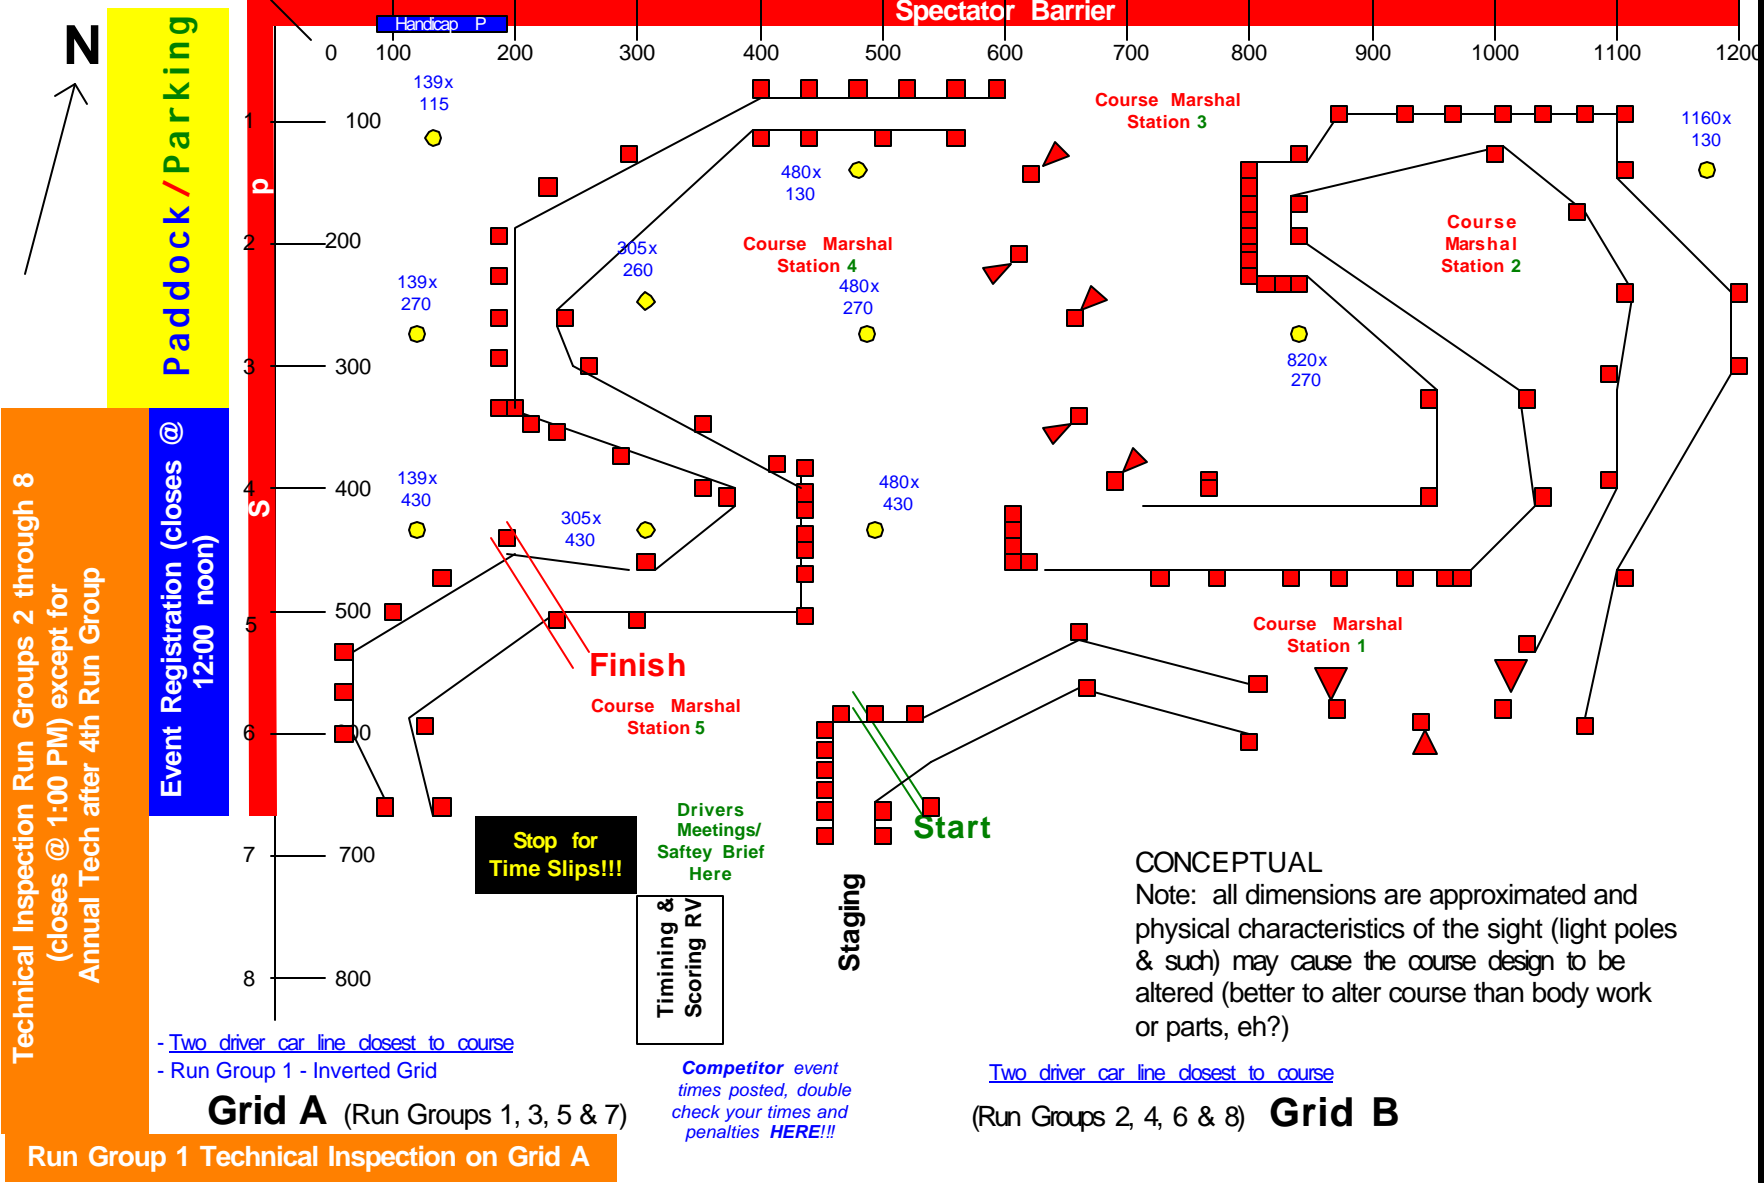 Spectator Barrier
Handicap P
N
0 100 200 300 400 500 600 700 800 900 1000 1100 1200
Paddock/Parking
p
S
1 100
2 200
3 300
4 400
5 500
6 00
7 700
8 800
139x
115
139x
270
139x
430
305x
260
305x
430
480x
130
480x
270
480x
430
820x
270
1160x
130
Course Marshal
Station 3
Course Marshal
Station 4
Course
Marshal
Station 2
Course Marshal
Station 1
Course Marshal
Station 5
Finish
Start
Event Registration (closes @
12:00 noon)
Technical Inspection Run Groups 2 through 8
(closes @ 1:00 PM) except for
Annual Tech after 4th Run Group
Stop for
Time Slips!!!
Drivers
Meetings/
Saftey Brief
Here
Timining &
Scoring RV
Staging
CONCEPTUAL
Note: all dimensions are approximated and
physical characteristics of the sight (light poles
& such) may cause the course design to be
altered (better to alter course than body work
or parts, eh?)
- Two driver car line closest to course
- Run Group 1 - Inverted Grid
Grid A (Run Groups 1, 3, 5 & 7)
Competitor event
times posted, double
check your times and
penalties HERE!!!
Two driver car line closest to course
(Run Groups 2, 4, 6 & 8) Grid B
Run Group 1 Technical Inspection on Grid A